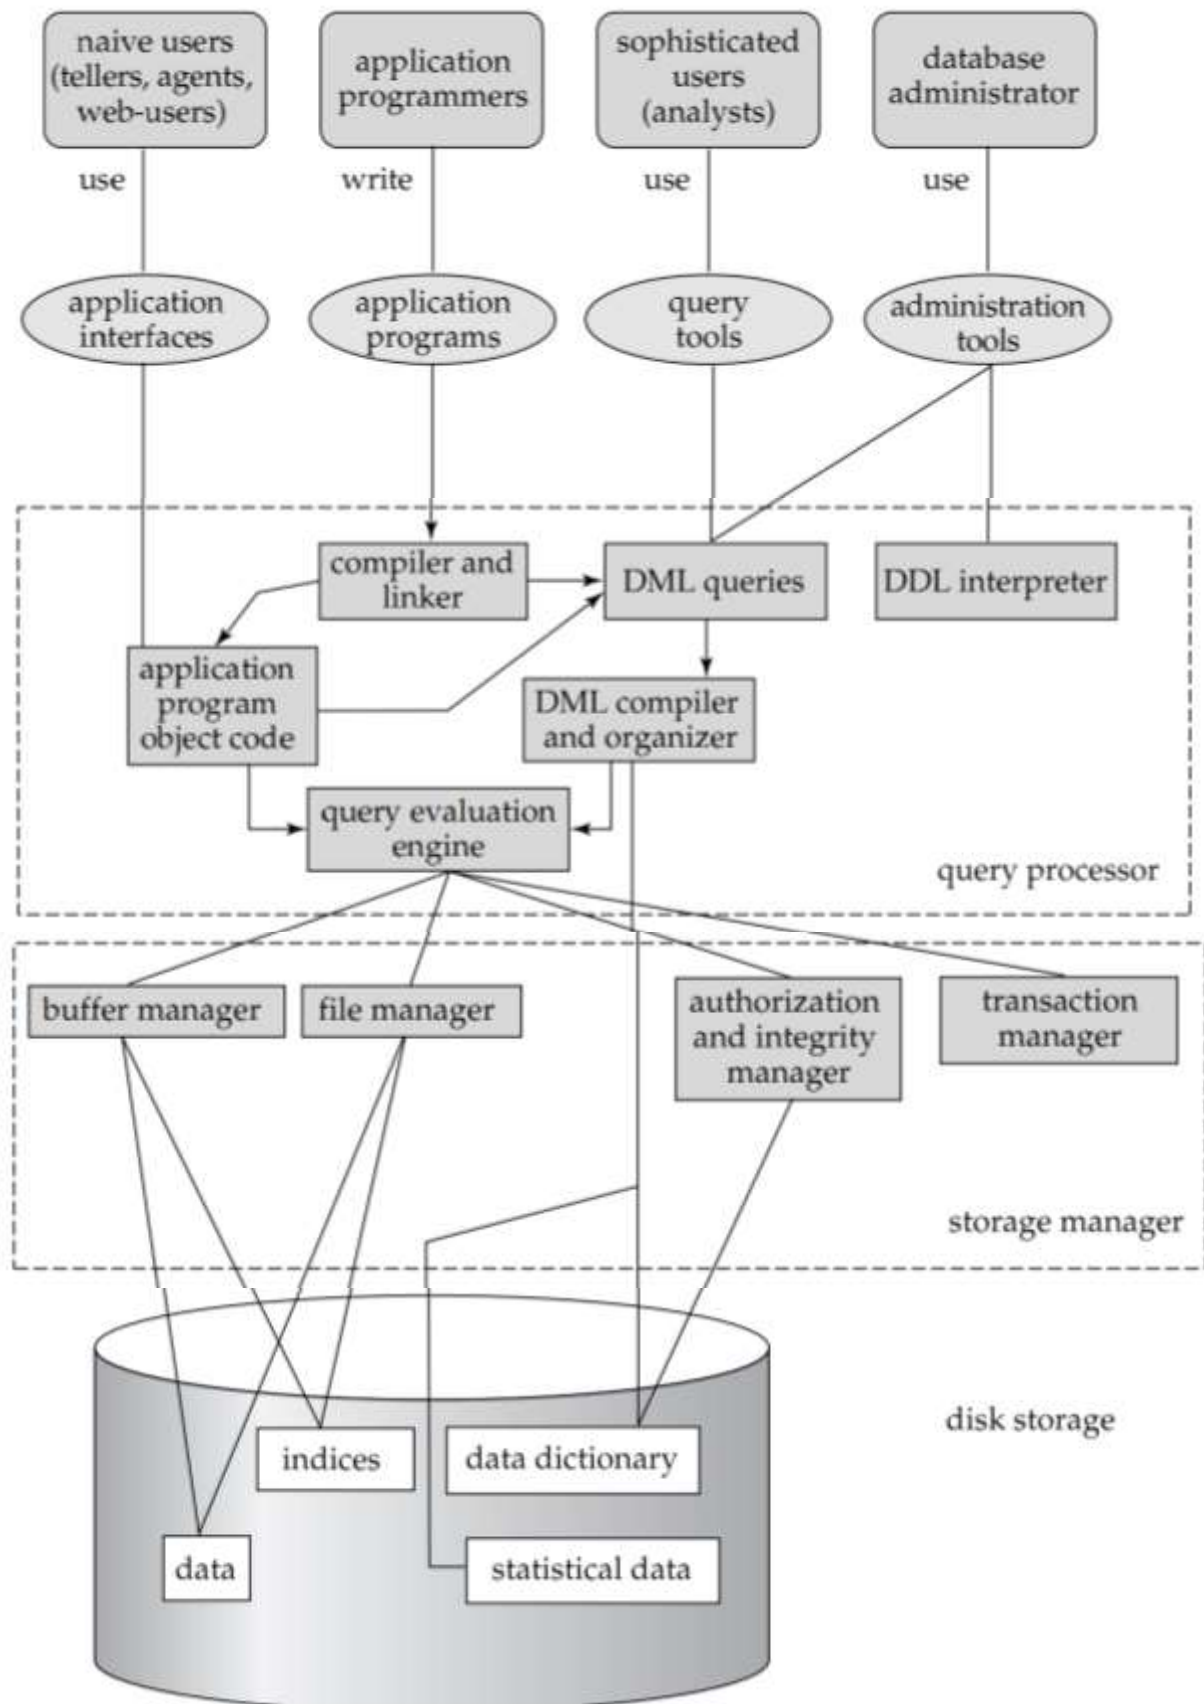 naive users
(tellers, agents,
web-users)
application
programmers
sophisticated
users
(analysts)
database
administrator
use
write
use
use
application
interfaces
application
programs
query
tools
administration
tools
compiler and
linker
DML queries
DDL interpreter
application
program
object code
DML compiler
and organizer
query evaluation
engine
query processor
buffer manager
file manager
authorization
and integrity
manager
transaction
manager
storage manager
disk storage
indices
data dictionary
data
statistical data